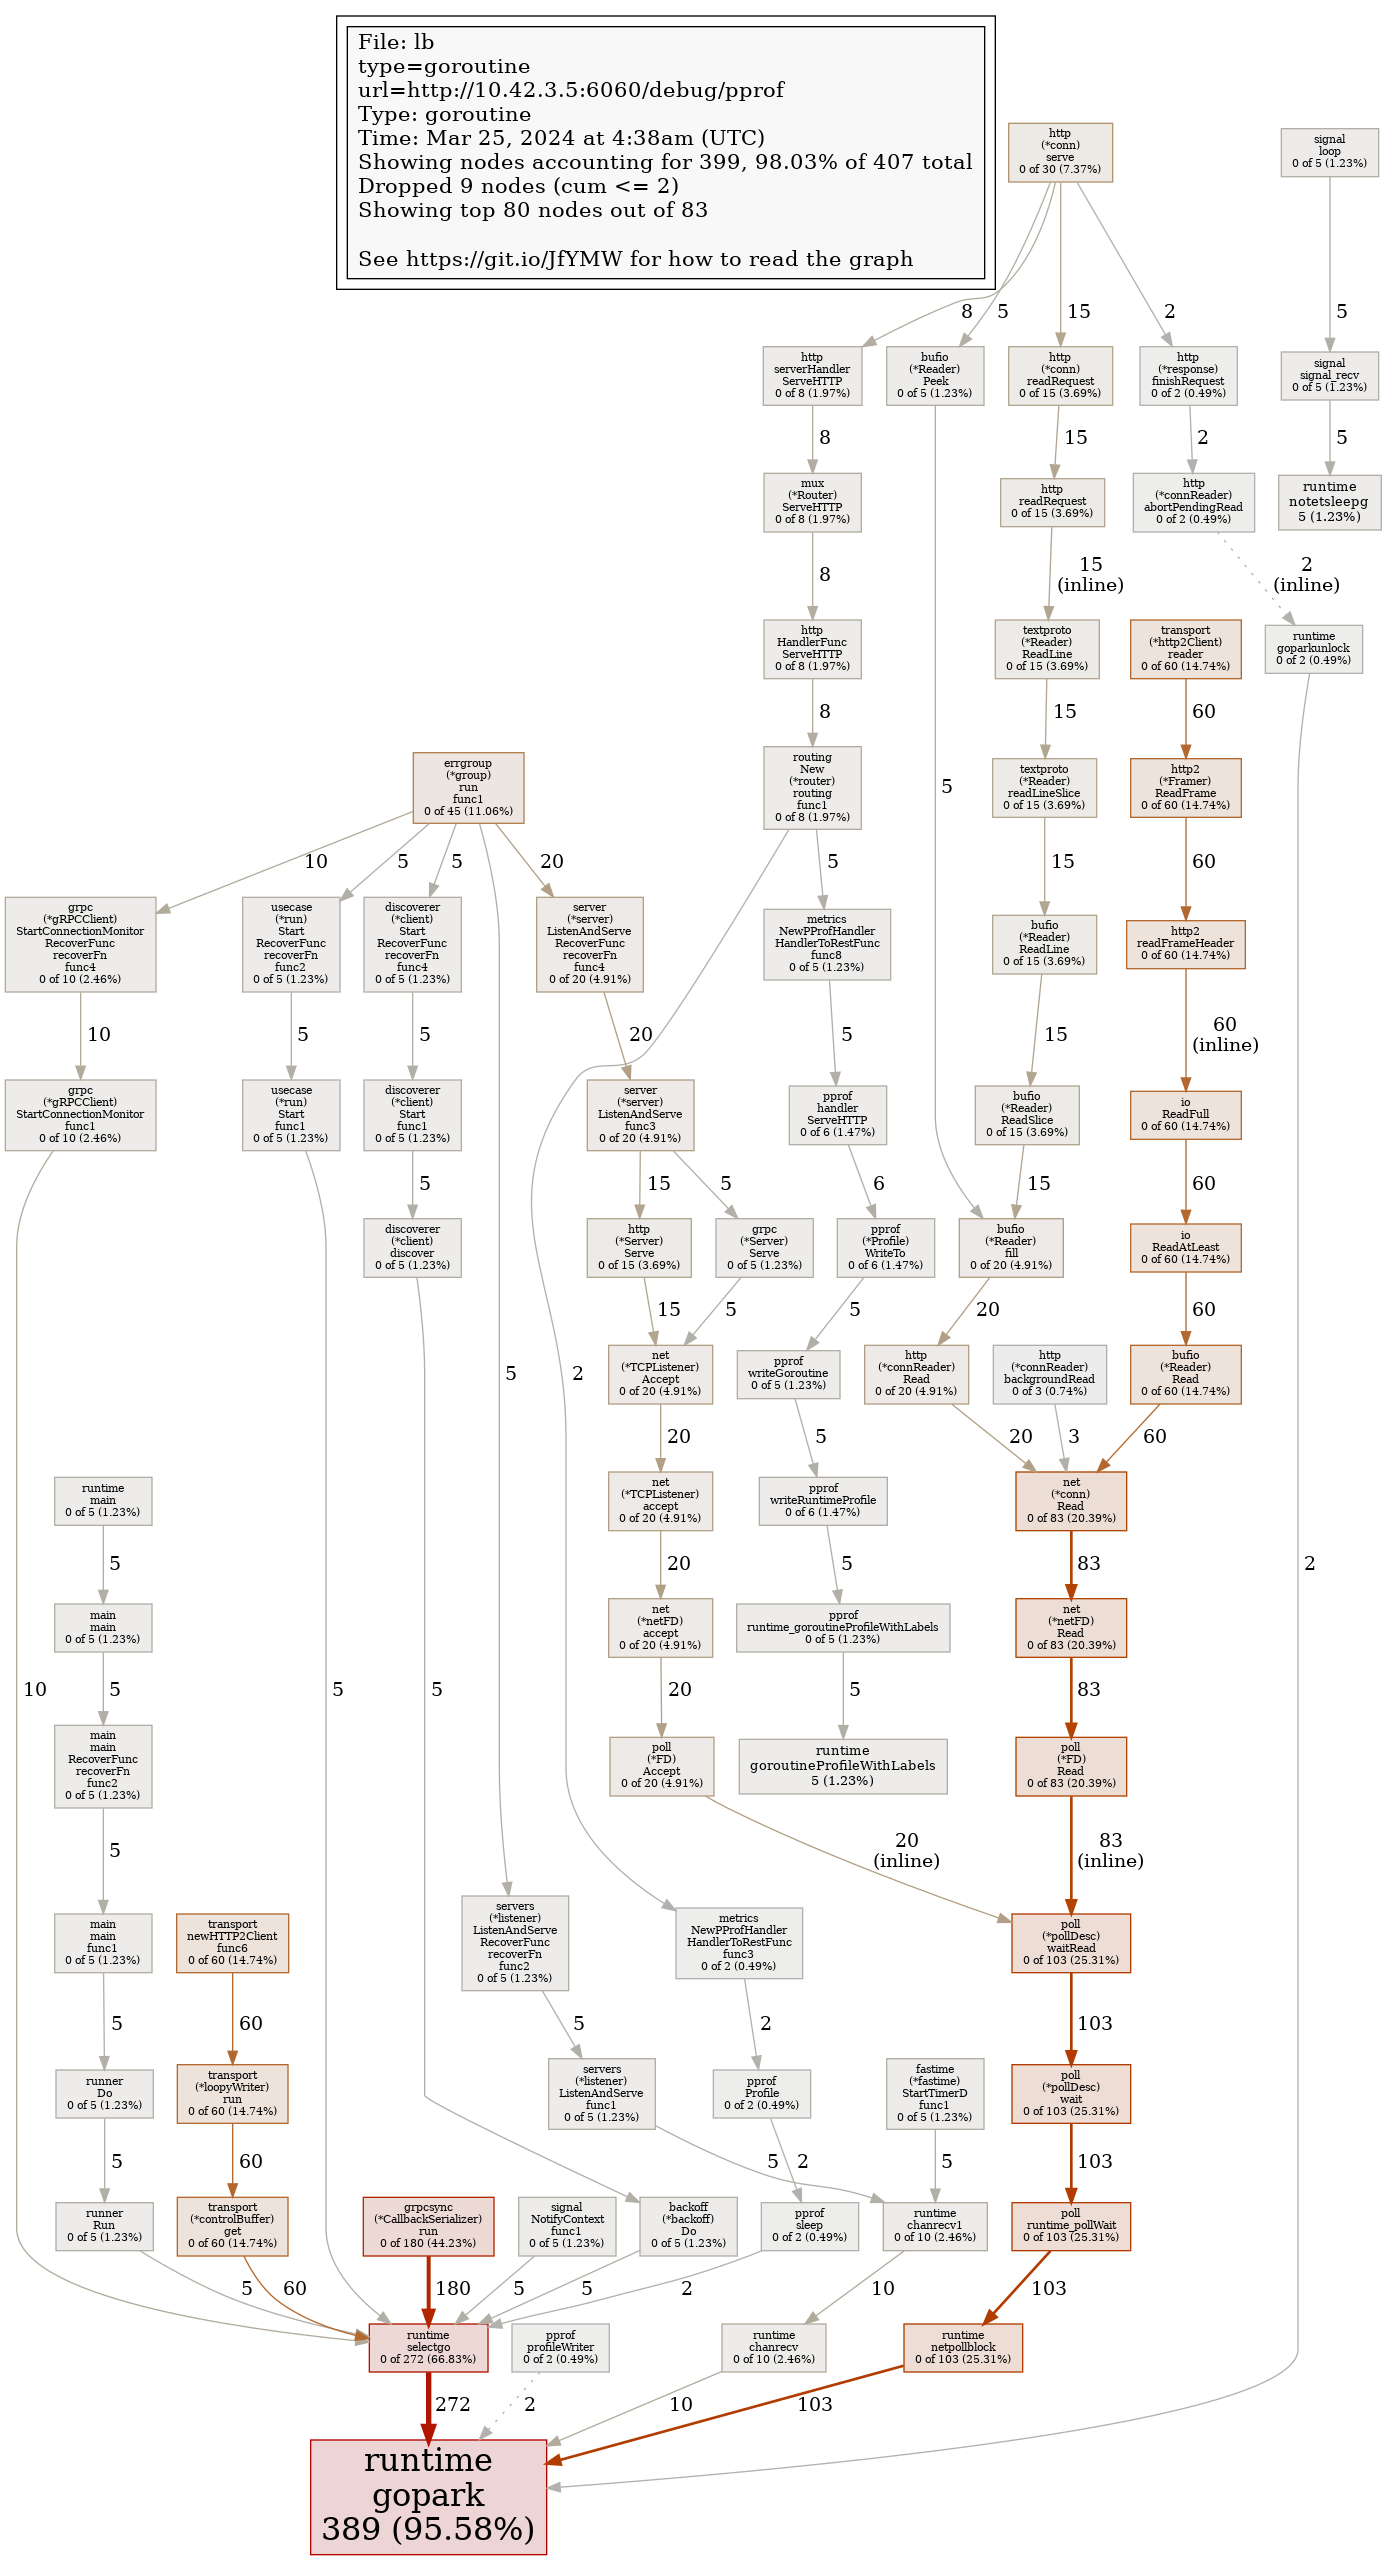 File: lb
type=goroutine
url=http://10.42.3.5:6060/debug/pprof
Type: goroutine
Time: Mar 25, 2024 at 4:38am (UTC)
Showing nodes accounting for 399, 98.03% of 407 total
Dropped 9 nodes (cum <= 2)
Showing top 80 nodes out of 83
See https://git.io/JfYMW for how to read the graph
http
(*conn)
serve
0 of 30 (7.37%)
signal
loop
0 of 5 (1.23%)
8
5
15
2
5
http
serverHandler
ServeHTTP
0 of 8 (1.97%)
bufio
(*Reader)
Peek
0 of 5 (1.23%)
http
(*conn)
readRequest
0 of 15 (3.69%)
http
(*response)
finishRequest
0 of 2 (0.49%)
signal
signal_recv
0 of 5 (1.23%)
8
15
2
5
mux
(*Router)
ServeHTTP
0 of 8 (1.97%)
http
readRequest
0 of 15 (3.69%)
http
(*connReader)
abortPendingRead
0 of 2 (0.49%)
runtime
notetsleepg
5 (1.23%)
8
15
(inline)
2
(inline)
http
HandlerFunc
ServeHTTP
0 of 8 (1.97%)
textproto
(*Reader)
ReadLine
0 of 15 (3.69%)
transport
(*http2Client)
reader
0 of 60 (14.74%)
runtime
goparkunlock
0 of 2 (0.49%)
8
15
60
errgroup
(*group)
run
func1
0 of 45 (11.06%)
routing
New
(*router)
routing
func1
0 of 8 (1.97%)
5
textproto
(*Reader)
readLineSlice
0 of 15 (3.69%)
http2
(*Framer)
ReadFrame
0 of 60 (14.74%)
10
5
5
20
5
15
60
grpc
(*gRPCClient)
StartConnectionMonitor
RecoverFunc
recoverFn
func4
0 of 10 (2.46%)
usecase
(*run)
Start
RecoverFunc
recoverFn
func2
0 of 5 (1.23%)
discoverer
(*client)
Start
RecoverFunc
recoverFn
func4
0 of 5 (1.23%)
server
(*server)
ListenAndServe
RecoverFunc
recoverFn
func4
0 of 20 (4.91%)
metrics
NewPProfHandler
HandlerToRestFunc
func8
0 of 5 (1.23%)
bufio
(*Reader)
ReadLine
0 of 15 (3.69%)
http2
readFrameHeader
0 of 60 (14.74%)
10
5
5
20
5
15
60
(inline)
grpc
(*gRPCClient)
StartConnectionMonitor
func1
0 of 10 (2.46%)
usecase
(*run)
Start
func1
0 of 5 (1.23%)
discoverer
(*client)
Start
func1
0 of 5 (1.23%)
server
(*server)
ListenAndServe
func3
0 of 20 (4.91%)
pprof
handler
ServeHTTP
0 of 6 (1.47%)
bufio
(*Reader)
ReadSlice
0 of 15 (3.69%)
io
ReadFull
0 of 60 (14.74%)
5
15
5
6
15
60
discoverer
(*client)
discover
0 of 5 (1.23%)
http
(*Server)
Serve
0 of 15 (3.69%)
grpc
(*Server)
Serve
0 of 5 (1.23%)
pprof
(*Profile)
WriteTo
0 of 6 (1.47%)
bufio
(*Reader)
fill
0 of 20 (4.91%)
io
ReadAtLeast
0 of 60 (14.74%)
15
5
5
20
60
5
2
net
(*TCPListener)
Accept
0 of 20 (4.91%)
pprof
writeGoroutine
0 of 5 (1.23%)
http
(*connReader)
Read
0 of 20 (4.91%)
http
(*connReader)
backgroundRead
0 of 3 (0.74%)
bufio
(*Reader)
Read
0 of 60 (14.74%)
20
5
20
3
60
runtime
main
0 of 5 (1.23%)
net
(*TCPListener)
accept
0 of 20 (4.91%)
pprof
writeRuntimeProfile
0 of 6 (1.47%)
net
(*conn)
Read
0 of 83 (20.39%)
5
20
5
83
2
main
main
0 of 5 (1.23%)
net
(*netFD)
accept
0 of 20 (4.91%)
pprof
runtime_goroutineProfileWithLabels
0 of 5 (1.23%)
net
(*netFD)
Read
0 of 83 (20.39%)
10
5
5
5
20
5
83
main
main
RecoverFunc
recoverFn
func2
0 of 5 (1.23%)
poll
(*FD)
Accept
0 of 20 (4.91%)
runtime
goroutineProfileWithLabels
5 (1.23%)
poll
(*FD)
Read
0 of 83 (20.39%)
5
20
(inline)
83
(inline)
main
main
func1
0 of 5 (1.23%)
transport
newHTTP2Client
func6
0 of 60 (14.74%)
servers
(*listener)
ListenAndServe
RecoverFunc
recoverFn
func2
0 of 5 (1.23%)
metrics
NewPProfHandler
HandlerToRestFunc
func3
0 of 2 (0.49%)
poll
(*pollDesc)
waitRead
0 of 103 (25.31%)
5
60
5
2
103
runner
Do
0 of 5 (1.23%)
transport
(*loopyWriter)
run
0 of 60 (14.74%)
servers
(*listener)
ListenAndServe
func1
0 of 5 (1.23%)
pprof
Profile
0 of 2 (0.49%)
fastime
(*fastime)
StartTimerD
func1
0 of 5 (1.23%)
poll
(*pollDesc)
wait
0 of 103 (25.31%)
5
60
5
2
5
103
runner
Run
0 of 5 (1.23%)
transport
(*controlBuffer)
get
0 of 60 (14.74%)
grpcsync
(*CallbackSerializer)
run
0 of 180 (44.23%)
signal
NotifyContext
func1
0 of 5 (1.23%)
backoff
(*backoff)
Do
0 of 5 (1.23%)
pprof
sleep
0 of 2 (0.49%)
runtime
chanrecv1
0 of 10 (2.46%)
poll
runtime_pollWait
0 of 103 (25.31%)
5
60
180
5
5
2
10
103
runtime
selectgo
0 of 272 (66.83%)
pprof
profileWriter
0 of 2 (0.49%)
runtime
chanrecv
0 of 10 (2.46%)
runtime
netpollblock
0 of 103 (25.31%)
272
2
10
103
runtime
gopark
389 (95.58%)